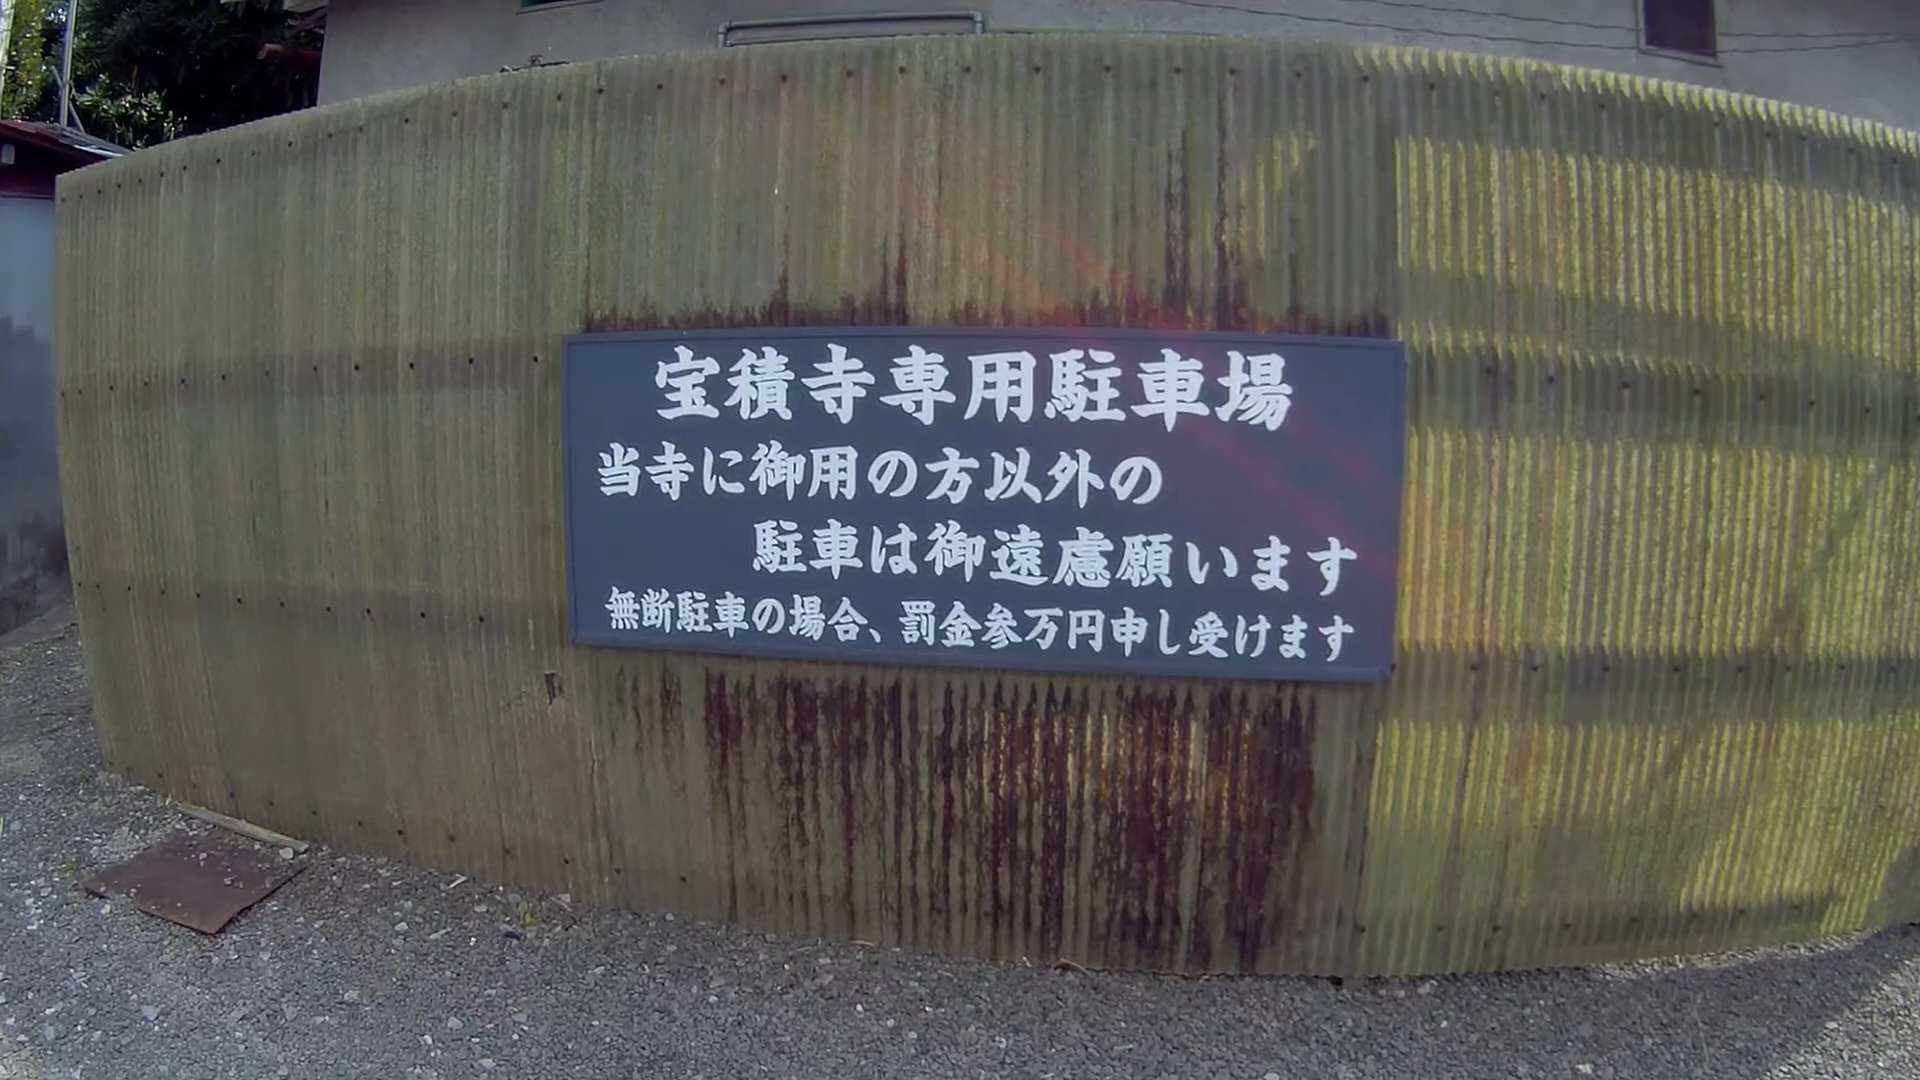 宝積寺専用駐車場
当寺に御用の方以外の
駐車は御遠慮願います
無断駐車の場合、罰金参万円申し受けます